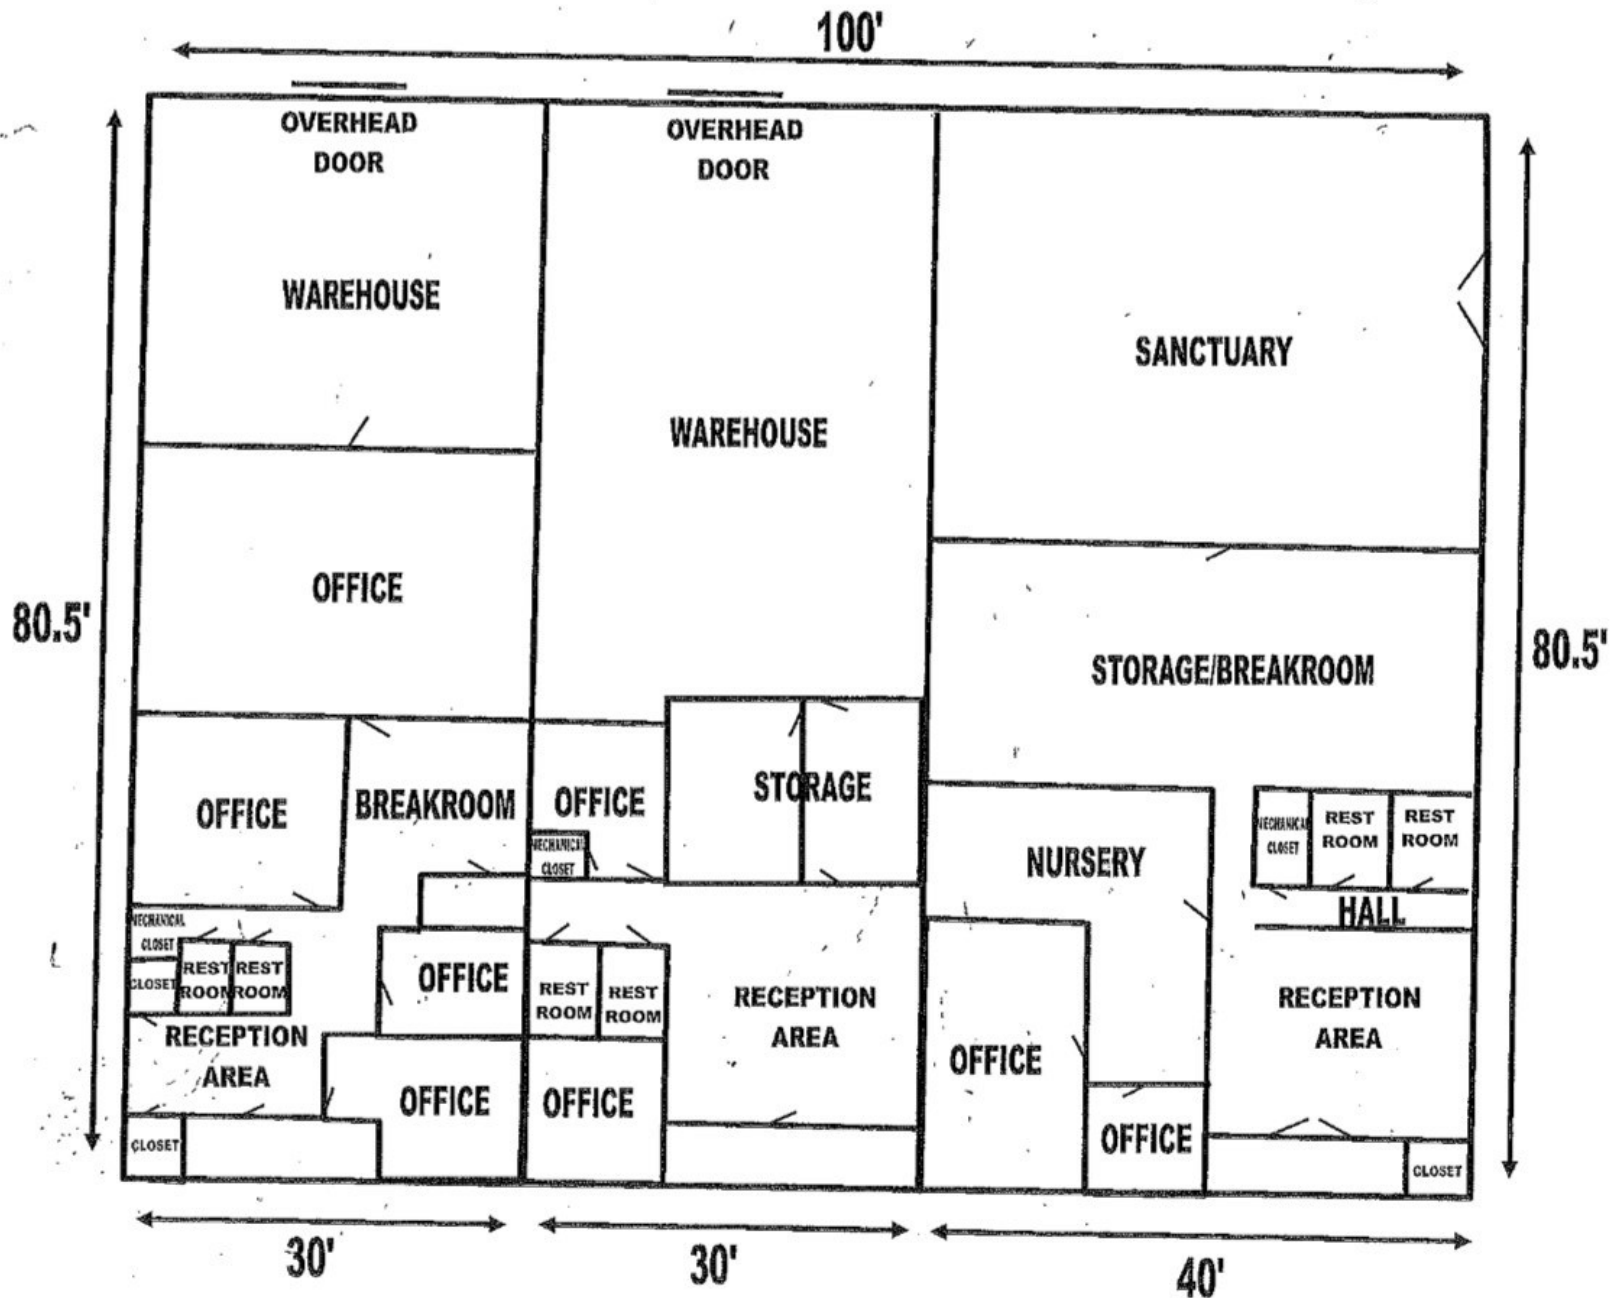 100'
OVERHEAD
DOOR
OVERHEAD
DOOR
WAREHOUSE
SANCTUARY
WAREHOUSE
OFFICE
80.5'
80.5'
STORAGE/BREAKROOM
OFFICE
BREAKROOM
OFFICE
STORAGE
MECHANICAL
CLOSET
NURSERY
MECHANICAL
CLOSET
REST
ROOM
REST
ROOM
HALL
MECHANICAL
CLOSET
CLOSET
REST
ROOM
REST
ROOM
OFFICE
REST
ROOM
REST
ROOM
RECEPTION
AREA
RECEPTION
AREA
RECEPTION
AREA
OFFICE
OFFICE
OFFICE
OFFICE
CLOSET
CLOSET
30'
30'
40'